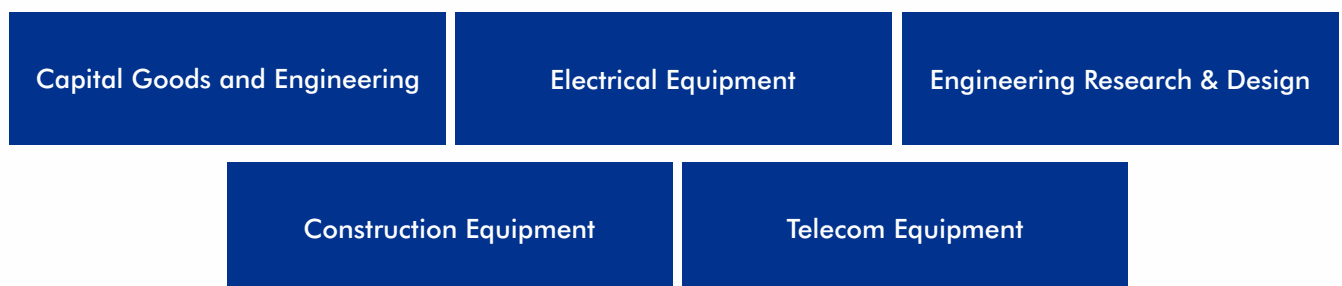 Capital Goods and Engineering
Electrical Equipment
Engineering Research & Design
Construction Equipment
Telecom Equipment